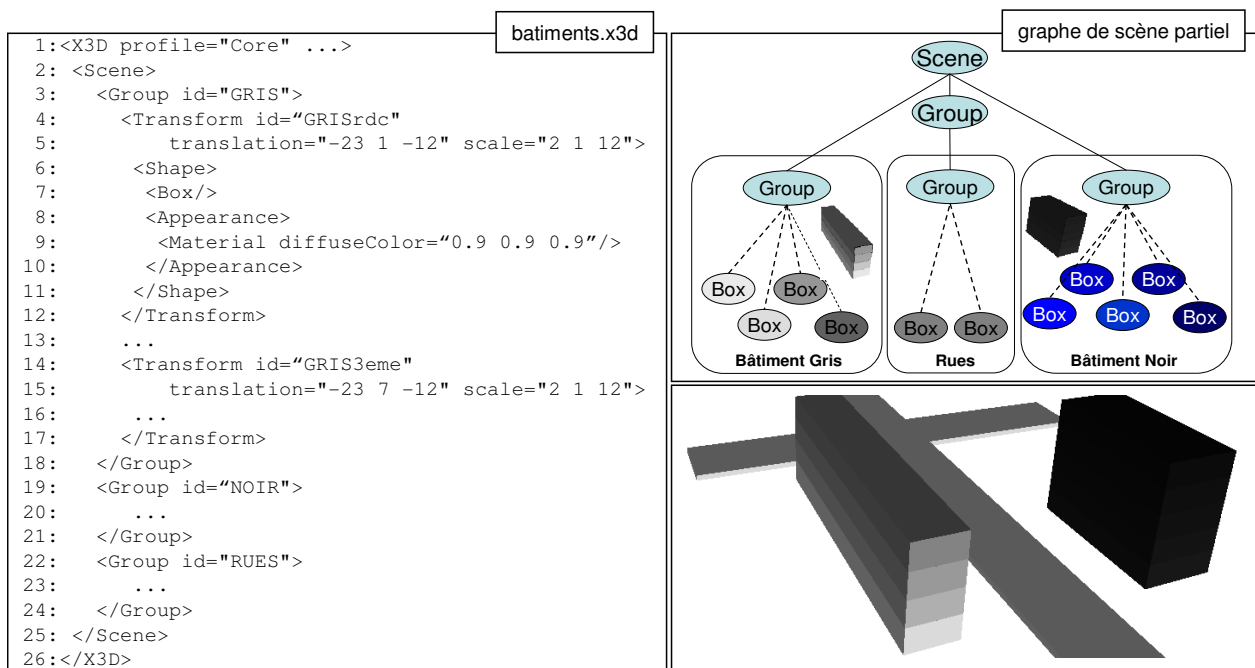 batiments.x3d
1:<X3D profile="Core" ...>
2: <Scene>
3: <Group id="GRIS">
4: <Transform id=“GRISrdc"
5: translation="-23 1 -12" scale="2 1 12">
6: <Shape>
7: <Box/>
8: <Appearance>
9: <Material diffuseColor=“0.9 0.9 0.9”/>
10: </Appearance>
11: </Shape>
12: </Transform>
13: ...
14: <Transform id=“GRIS3eme"
15: translation="-23 7 -12" scale="2 1 12">
16: ...
17: </Transform>
18: </Group>
19: <Group id=“NOIR">
20: ...
21: </Group>
22: <Group id="RUES">
23: ...
24: </Group>
25: </Scene>
26:</X3D>
graphe de scène partiel
Scene
Group
Group
Group
Group
Box
Box
Box
Box
Bâtiment Gris
Box
Box
Rues
Box
Box
Box
Box
Box
Bâtiment Noir